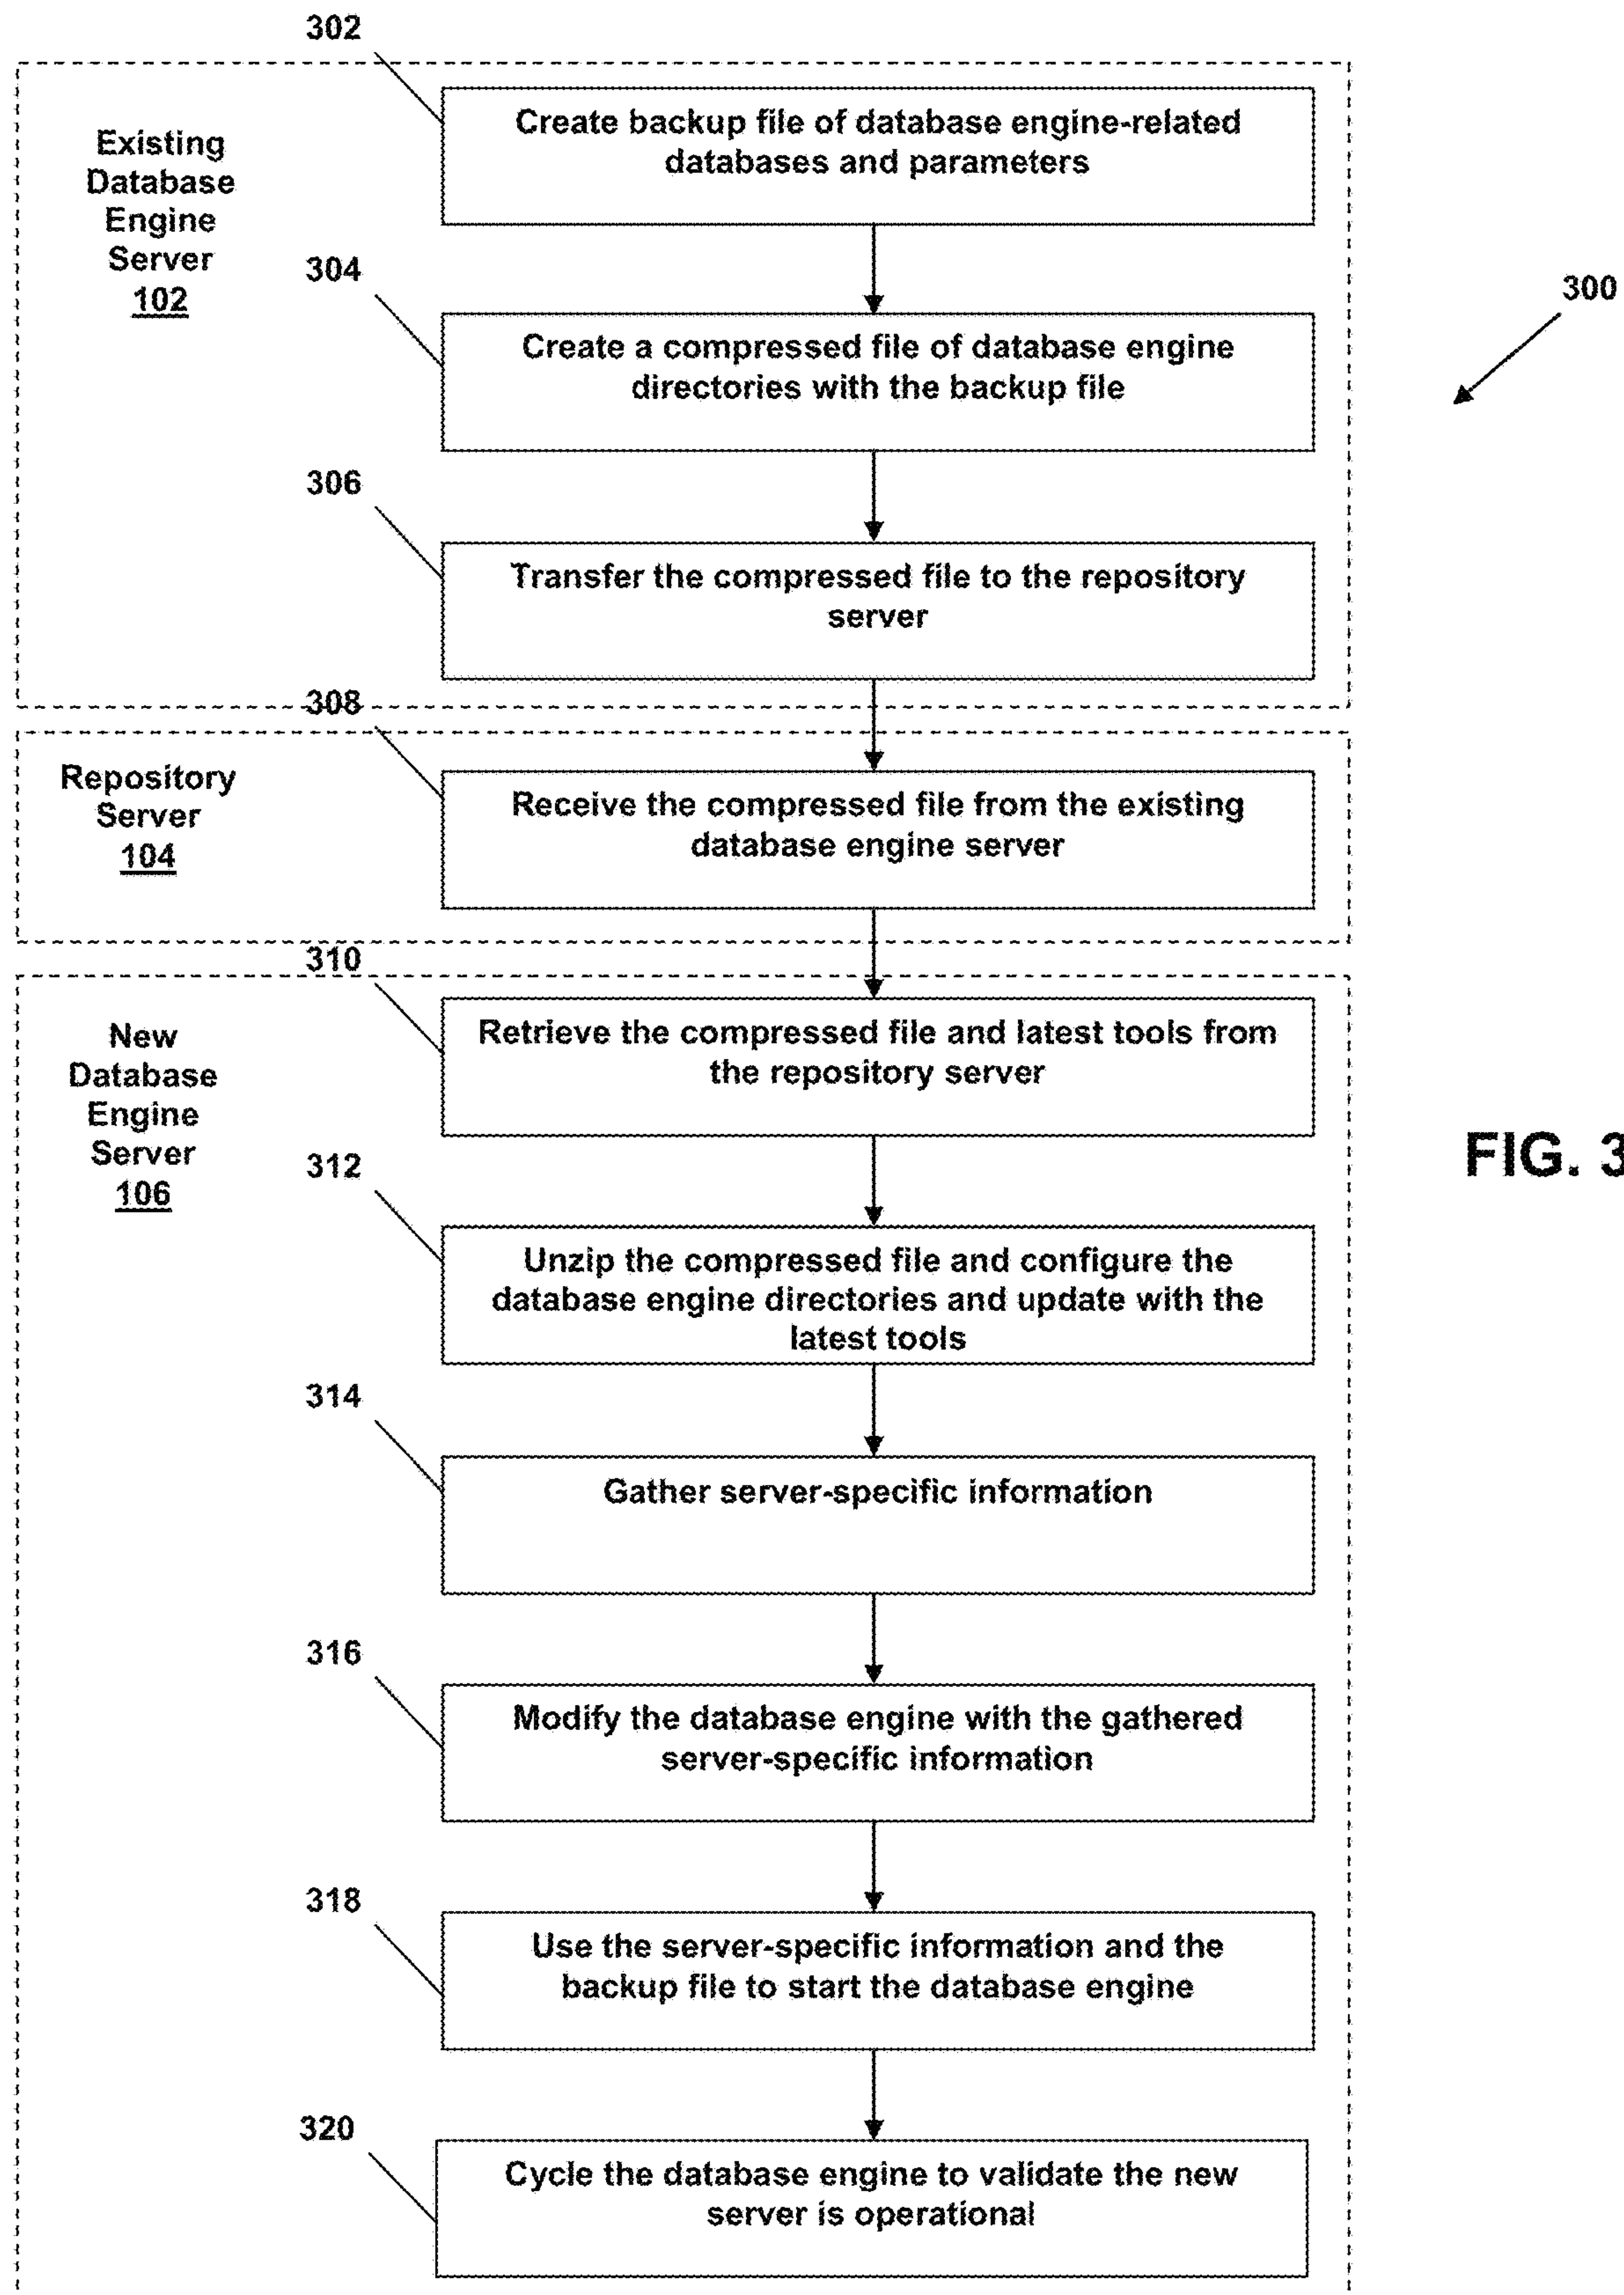 302
Existing
Database
Engine
Server
102
Create backup file of database engine-related
databases and parameters
304
Create a compressed file of database engine
directories with the backup file
300
306
Transfer the compressed file to the repository
server
308
Repository
Server
104
Receive the compressed file from the existing
database engine server
310
New
Database
Engine
Server
106
Retrieve the compressed file and latest tools from
the repository server
FIG. 3
312
Unzip the compressed file and configure the
database engine directories and update with the
latest tools
314
Gather server-specific information
316
Modify the database engine with the gathered
server-specific information
318
Use the server-specific information and the
backup file to start the database engine
320
Cycle the database engine to validate the new
server is operational